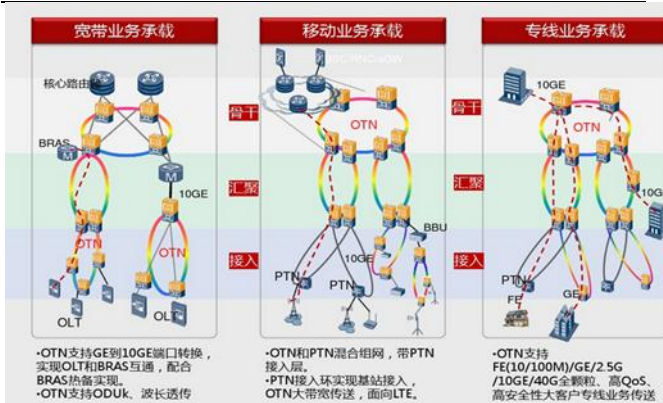 宽带业务承载
移动业务承载
专线业务承载
核心路由器
OTN
BRAS
M
M
10GE
OTN
OTN
OLT
OLT
骨干
汇聚
接入
OTN
BBU
10GE
PTN
PTN
骨干
汇聚
接入
10GE
OTN
10G
PTN
FE
GE
•OTN支持GE到10GE端口转换,
实现OLT和BRAS互通，配合
BRAS热备实现。
•OTN支持ODUk、波长透传
•OTN和PTN混合组网，带PTN
接入层。
•PTN接入环实现基站接入，
OTN大带宽传送，面向LTE。
•OTN支持
FE(10/100M)/GE/2.5G
/10GE/40G全颗粒、高QoS、
高安全性大客户专线业务传送